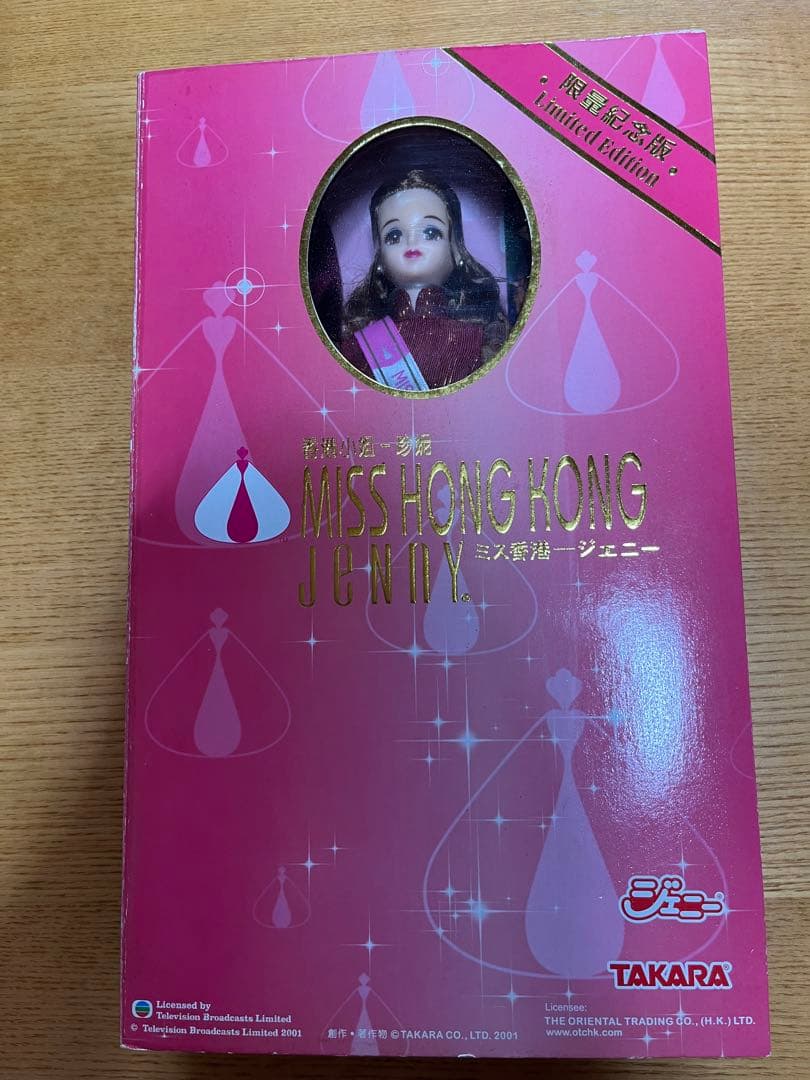 ・限量紀念版・
Limited Edition
MIS
香港小姐－珍妮
MISS HONG KONG
JENNY®
ミス香港―ジェニー
ジェニー®
TAKARA®
Licensed by
Television Broadcasts Limited
© Television Broadcasts Limited 2001
創作・著作物 ©TAKARA CO., LTD. 2001
Licensee:
THE ORIENTAL TRADING CO., (H.K.) LTD.
www.otchk.com